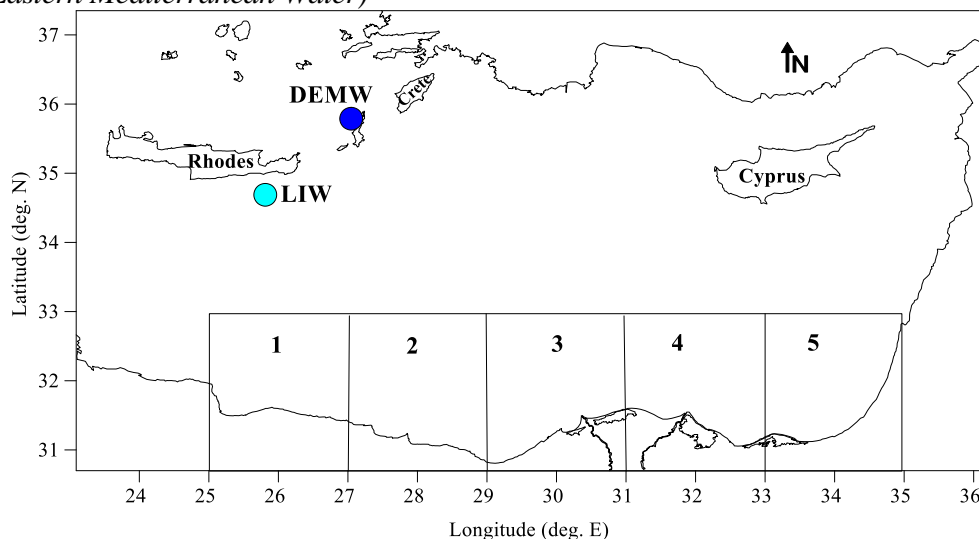 Eastern Mediterranean Water)
37
36
35
34
33
32
31
Latitude (deg. N)
N
Crete
DEMW
Rhodes
LIW
Cyprus
1 2 3 4 5
24 25 26 27 28 29 30 31 32 33 34 35 36
Longitude (deg. E)